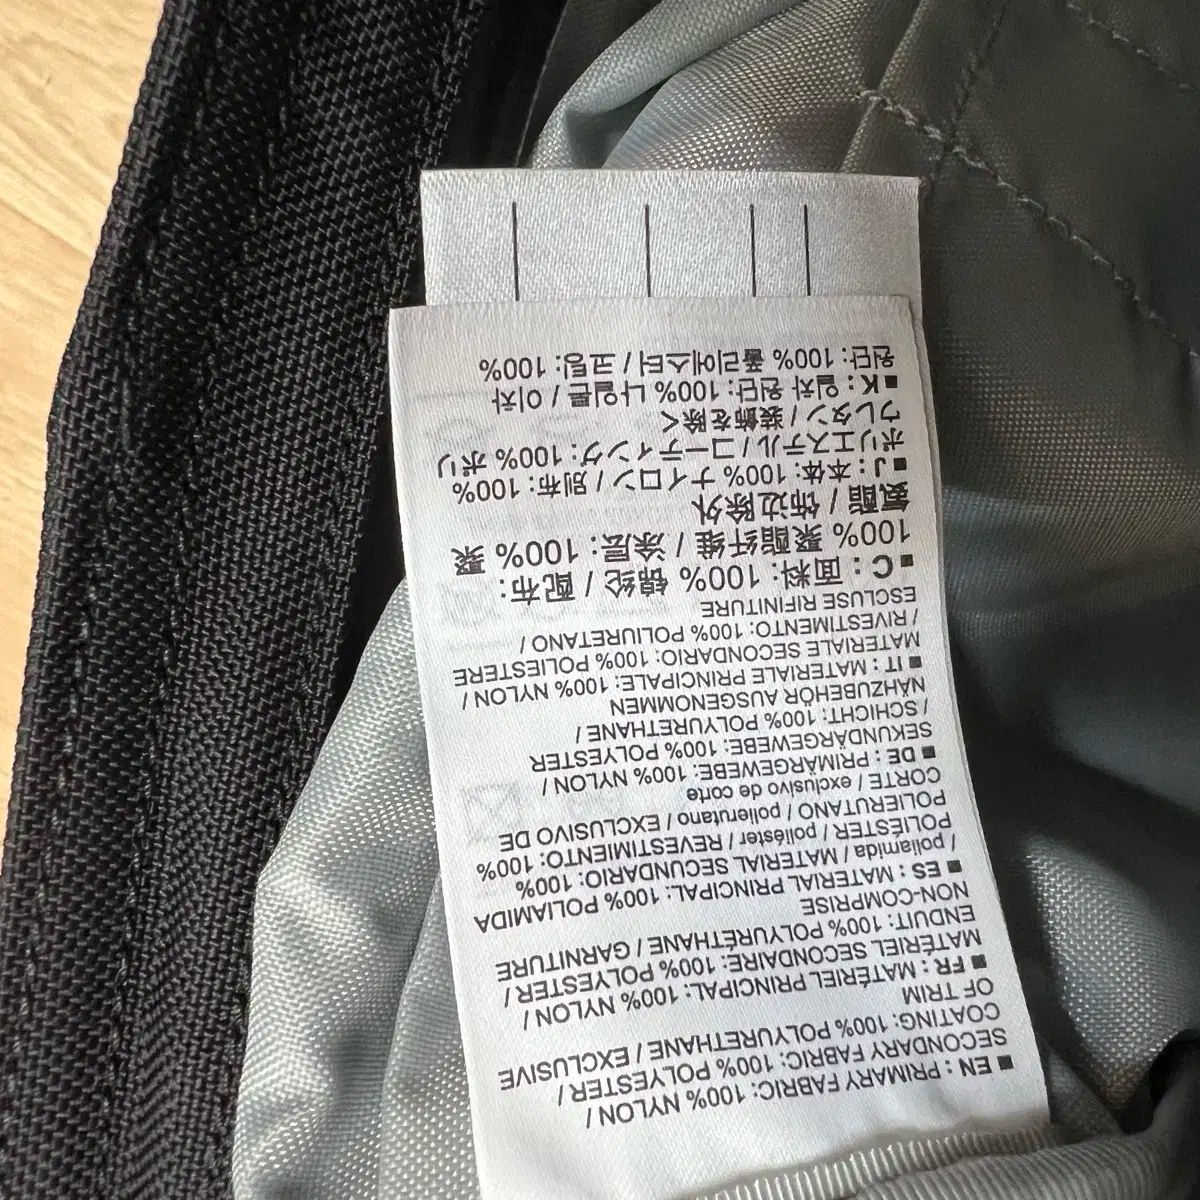 ■ EN : PRIMARY FABRIC: 100% NYLON /
SECONDARY FABRIC: 100% POLYESTER /
COATING: 100% POLYURETHANE / EXCLUSIVE
OF TRIM
■ FR : MATÉRIEL PRINCIPAL: 100% NYLON /
MATÉRIEL SECONDAIRE: 100% POLYESTER /
ENDUIT: 100% POLYURÉTHANE / GARNITURE
NON-COMPRISE
■ ES : MATERIAL PRINCIPAL: 100% POLIAMIDA
/ poliamida / MATERIAL SECUNDARIO: 100%
POLIÉSTER / poliéster / REVESTIMIENTO: 100%
POLIERUTANO / polierutano / EXCLUSIVO DE
CORTE / exclusivo de corte
■ DE : PRIMÄRGEWEBE: 100% NYLON /
SEKUNDÄRGEWEBE: 100% POLYESTER
/ SCHICHT: 100% POLYURETHANE /
NÄHZUBEHÖR AUSGENOMMEN
■ IT : MATERIALE PRINCIPALE: 100% NYLON /
MATERIALE SECONDARIO: 100% POLIESTERE
/ RIVESTIMENTO: 100% POLIURETANO /
ESCLUSE RIFINITURE
■ C : 面料: 100% 锦纶 / 配布:
100% 聚酯纤维 / 涂层: 100% 聚
氨酯 / 饰边除外
■ J : 本体: 100% ナイロン / 別布: 100%
ポリエステル / コーティング: 100% ポリ
ウレタン / 装飾を除く
■ K : 일차 원단: 100% 나일론 / 이차
원단: 100% 폴리에스터 / 코팅: 100%